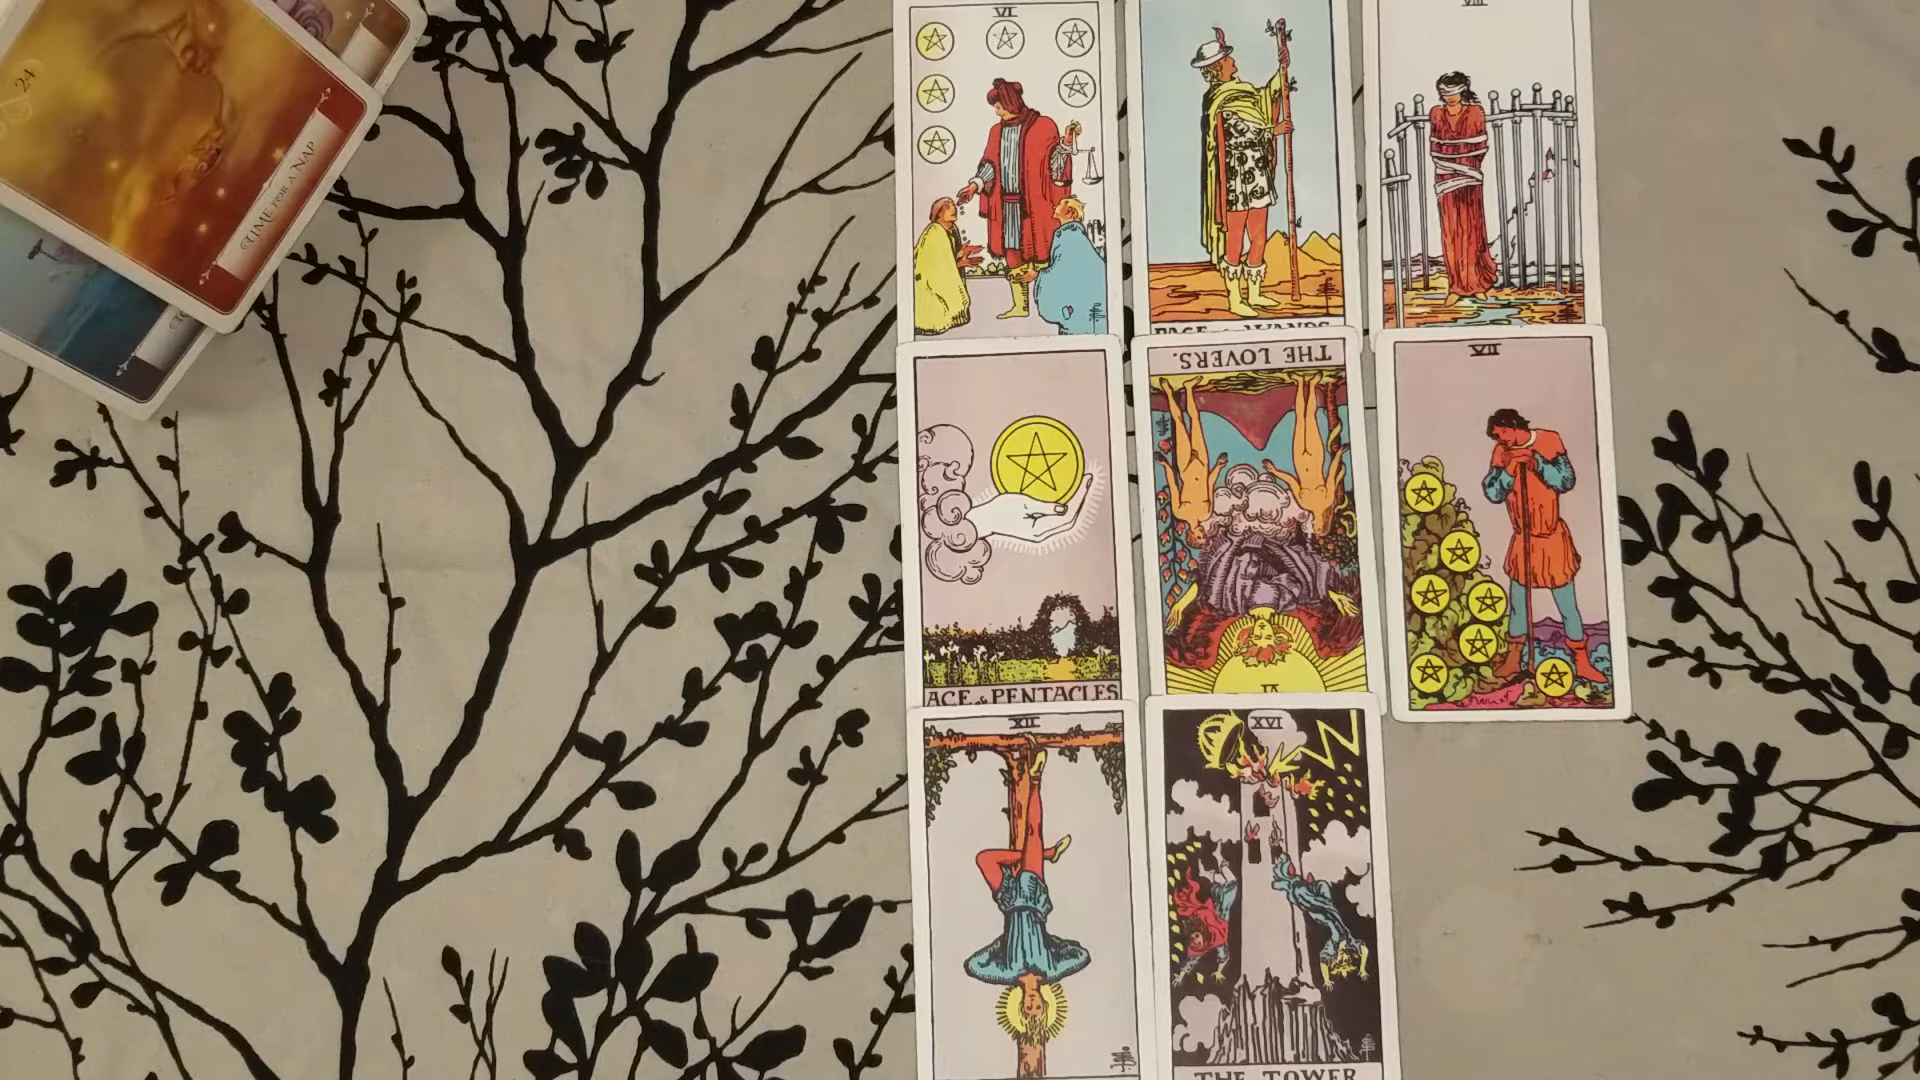 24
TIME FOR A NAP
VI
PAGE of WANDS.
VIII
THE LOVERS.
VI
VII
ACE of PENTACLES
XII
XVI
THE TOWER